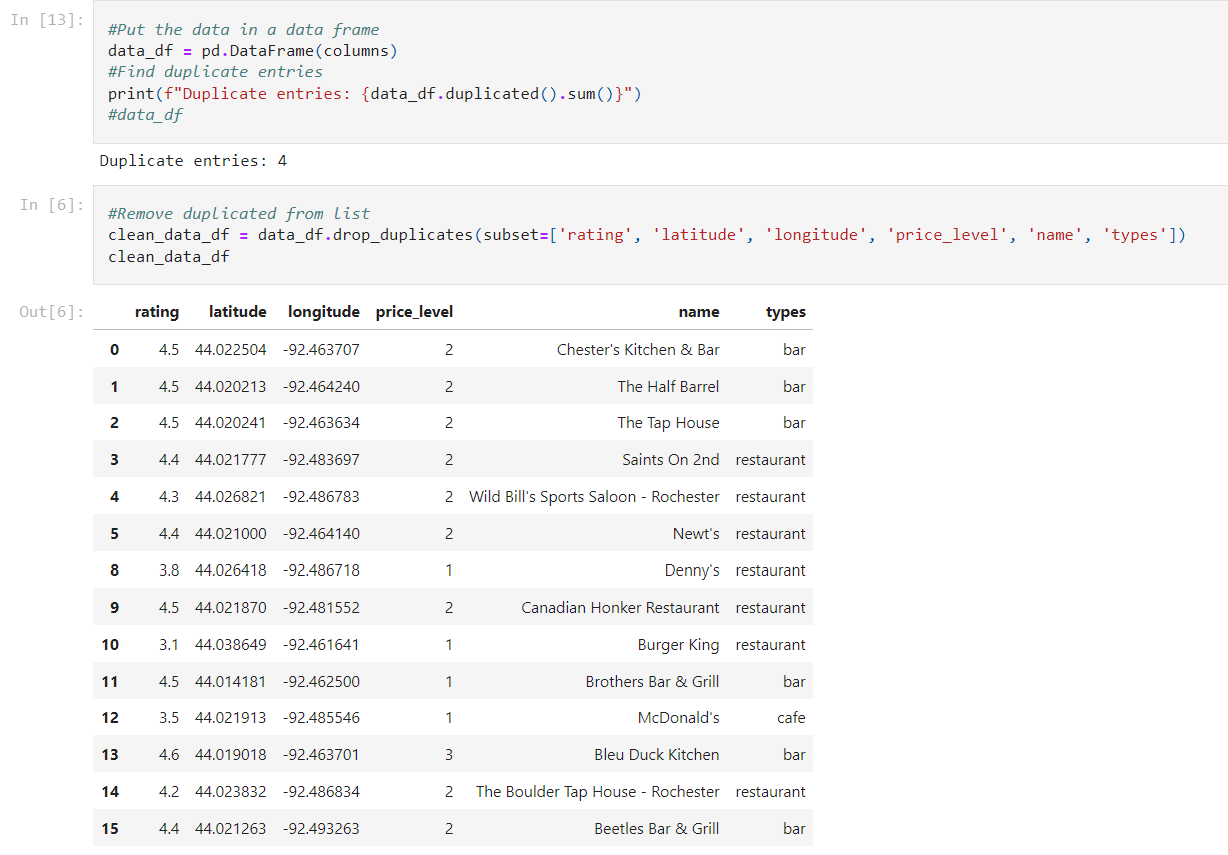 In [13]:
#Put the data in a data frame
data_df = pd.DataFrame(columns)
#Find duplicate entries
print(f"Duplicate entries: {data_df.duplicated().sum()}")
#data_df
Duplicate entries: 4
In [6]:
#Remove duplicated from list
clean_data_df = data_df.drop_duplicates(subset=['rating', 'latitude', 'longitude', 'price_level', 'name', 'types'])
clean_data_df
Out[6]:
rating latitude longitude price_level name types
0 4.5 44.022504 -92.463707 2 Chester's Kitchen & Bar bar
1 4.5 44.020213 -92.464240 2 The Half Barrel bar
2 4.5 44.020241 -92.463634 2 The Tap House bar
3 4.4 44.021777 -92.483697 2 Saints On 2nd restaurant
4 4.3 44.026821 -92.486783 2 Wild Bill's Sports Saloon - Rochester restaurant
5 4.4 44.021000 -92.464140 2 Newt's restaurant
8 3.8 44.026418 -92.486718 1 Denny's restaurant
9 4.5 44.021870 -92.481552 2 Canadian Honker Restaurant restaurant
10 3.1 44.038649 -92.461641 1 Burger King restaurant
11 4.5 44.014181 -92.462500 1 Brothers Bar & Grill bar
12 3.5 44.021913 -92.485546 1 McDonald's cafe
13 4.6 44.019018 -92.463701 3 Bleu Duck Kitchen bar
14 4.2 44.023832 -92.486834 2 The Boulder Tap House - Rochester restaurant
15 4.4 44.021263 -92.493263 2 Beetles Bar & Grill bar